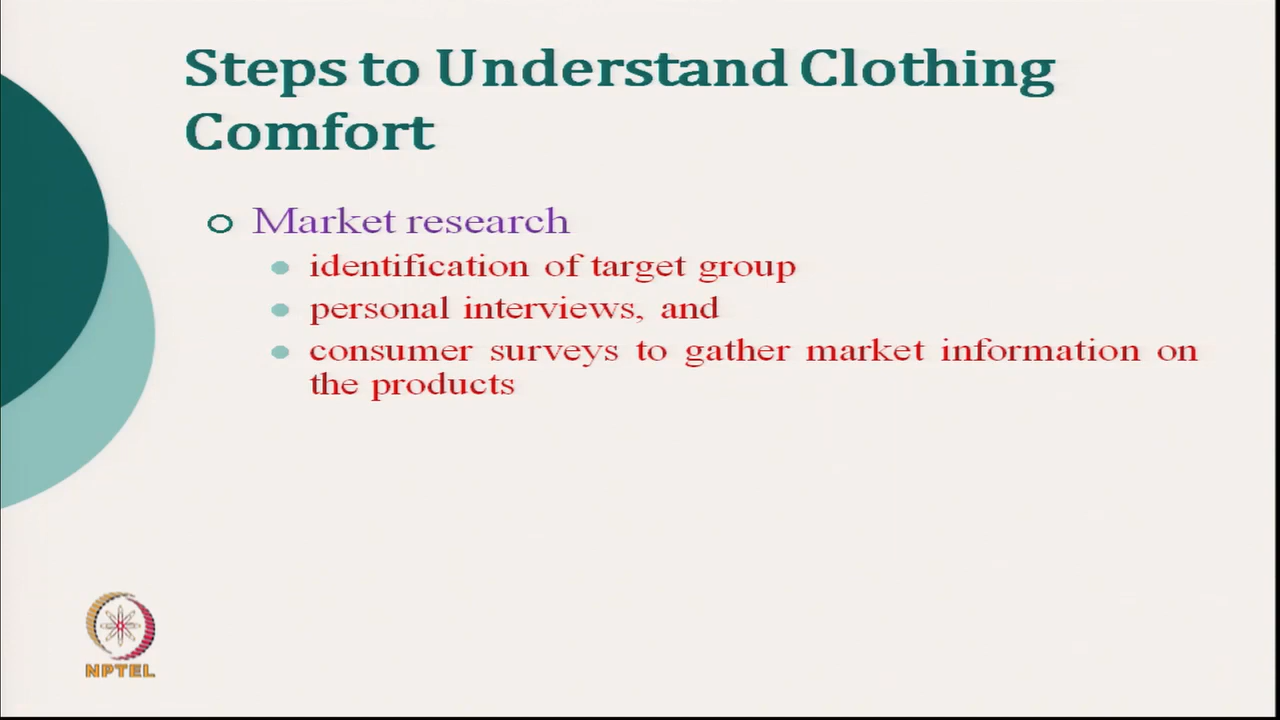 Steps to Understand Clothing
Comfort
Market research
identification of target group
personal interviews, and
consumer surveys to gather market information on
the products
NPTEL